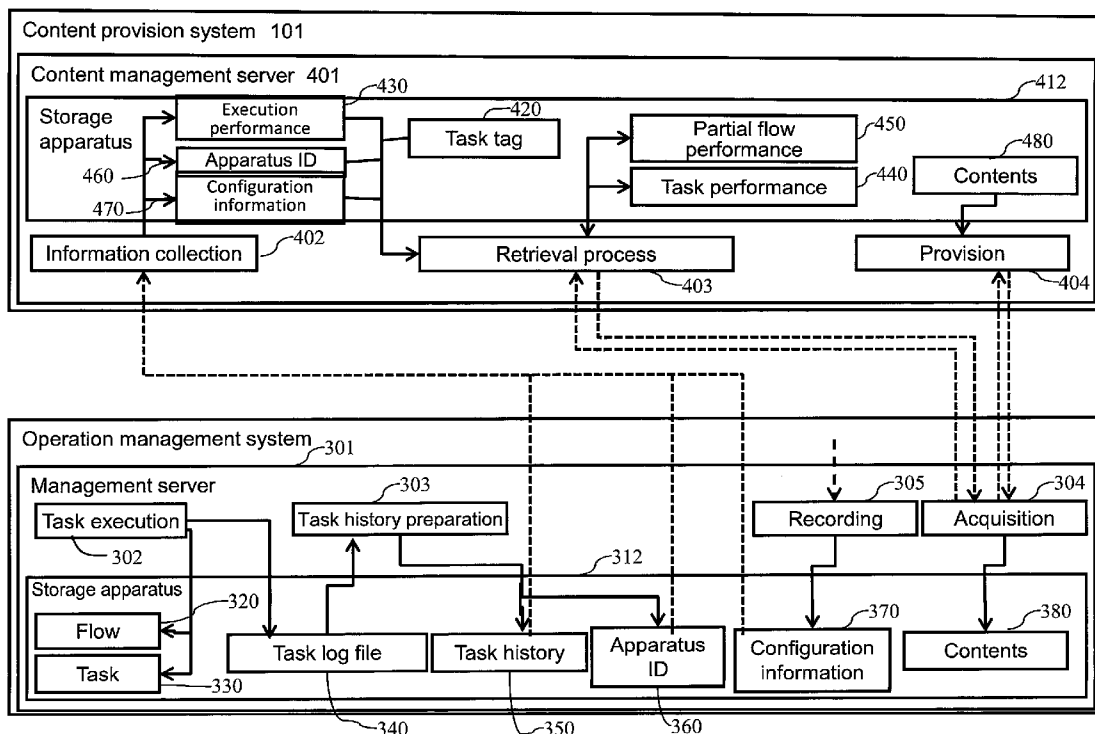 Content provision system 101
Content management server 401
430
412
Storage
apparatus
Execution
performance
420
Task tag
450
Partial flow
performance
480
460
Apparatus ID
440
Task performance
Contents
470
Configuration
information
Information collection
402
Retrieval process
403
Provision
404
Operation management system
301
Management server
303
305
304
Task execution
302
Task history preparation
Recording
Acquisition
312
Storage apparatus
320
Flow
370
380
Task log file
Task history
Apparatus
ID
Configuration
information
Contents
Task
330
340
350
360